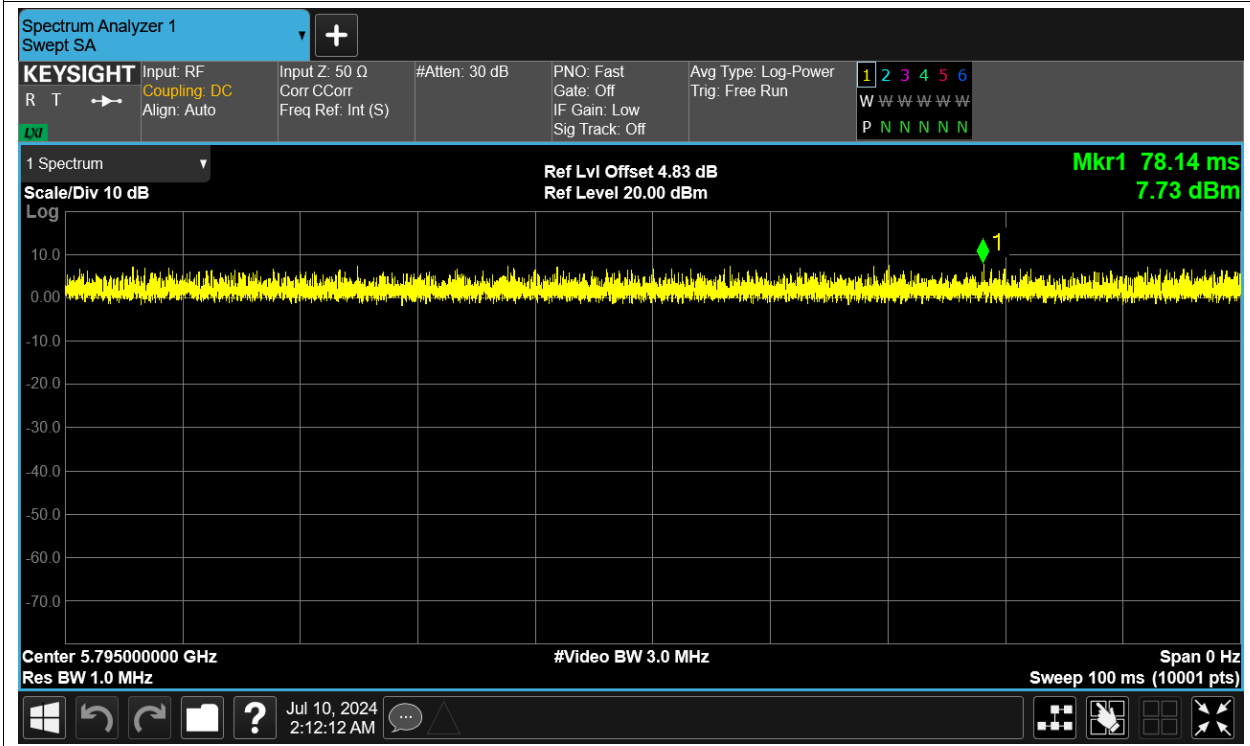 Spectrum Analyzer 1
Swept SA
▼
+
KEYSIGHT
R T
LXI
Input: RF
Coupling: DC
Align: Auto
Input Z: 50 Ω
Corr CCorr
Freq Ref: Int (S)
#Atten: 30 dB
PNO: Fast
Gate: Off
IF Gain: Low
Sig Track: Off
Avg Type: Log-Power
Trig: Free Run
1 2 3 4 5 6
W W W W W W
P N N N N N
1 Spectrum ▼
Scale/Div 10 dB
Log
Ref Lvl Offset 4.83 dB
Ref Level 20.00 dBm
Mkr1 78.14 ms
7.73 dBm
1
10.0
0.00
-10.0
-20.0
-30.0
-40.0
-50.0
-60.0
-70.0
Center 5.795000000 GHz
Res BW 1.0 MHz
#Video BW 3.0 MHz
Span 0 Hz
Sweep 100 ms (10001 pts)
?
Jul 10, 2024
2:12:12 AM